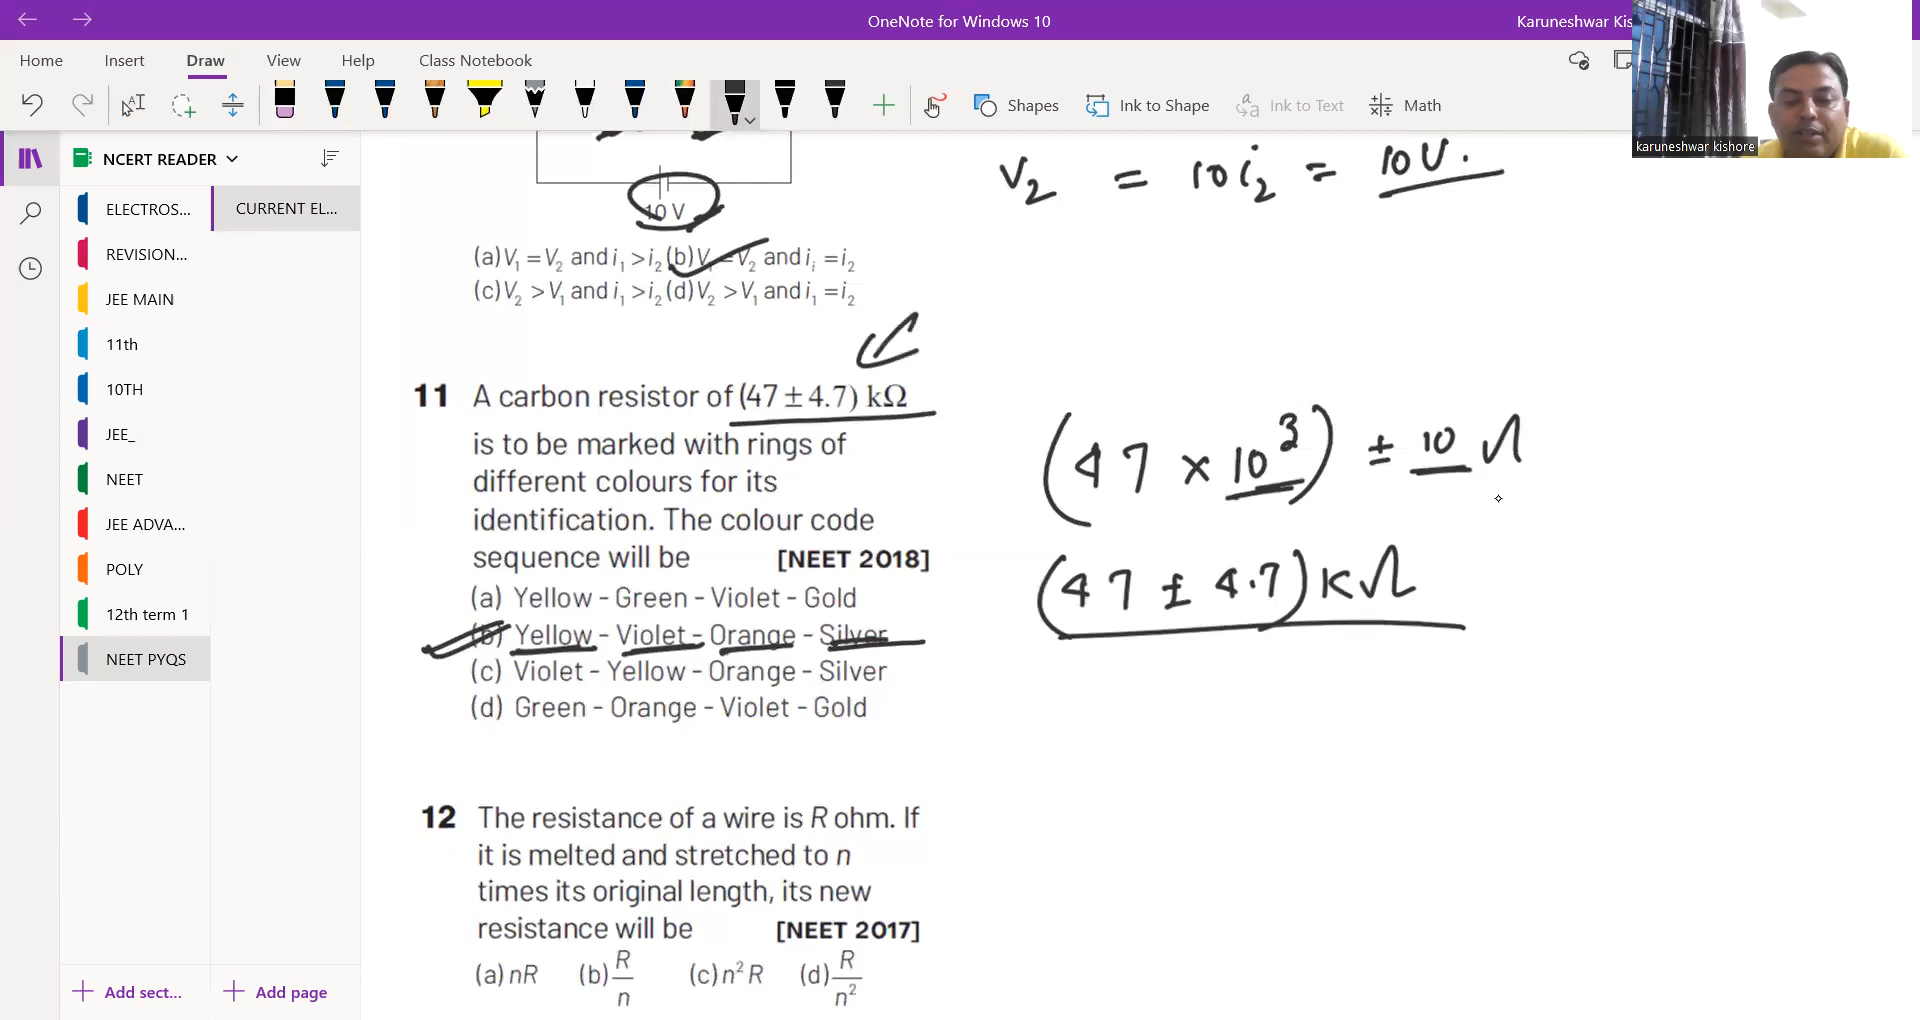 OneNote for Windows 10
Karuneshwar Kis
Home Insert Draw View Help Class Notebook
Shapes Ink to Shape Ink to Text Math
karuneshwar kishore
NCERT READER
ELECTROS...
REVISION...
JEE MAIN
11th
10TH
JEE_
NEET
JEE ADVA...
POLY
12th term 1
NEET PYQS
CURRENT EL...
Add sect...
Add page
10 V
(a) V₁ = V₂ and i₁ > i₂ (b) V₁ = V₂ and iᵢ = i₂
(c) V₂ > V₁ and i₁ > i₂ (d) V₂ > V₁ and i₁ = i₂
11 A carbon resistor of (47 ± 4.7) kΩ
is to be marked with rings of
different colours for its
identification. The colour code
sequence will be [NEET 2018]
(a) Yellow – Green – Violet – Gold
(b) Yellow – Violet – Orange – Silver
(c) Violet – Yellow – Orange – Silver
(d) Green – Orange – Violet – Gold
12 The resistance of a wire is R ohm. If
it is melted and stretched to n
times its original length, its new
resistance will be [NEET 2017]
(a) nR (b) R/n (c) n² R (d) R/n²
V₂ = 10 i₂ = 10V.
(47 × 10³) ± 10 Ω
(47 ± 4.7) KΩ